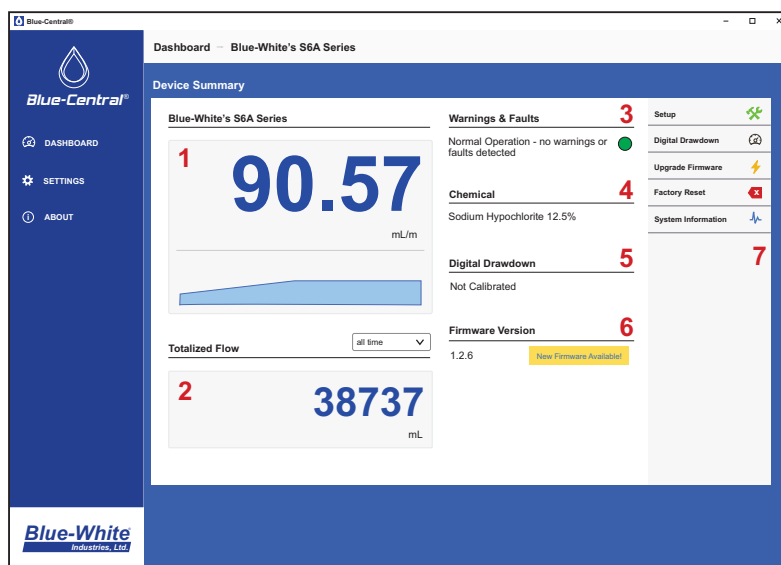 Blue-Central®
Dashboard → Blue-White's S6A Series
Blue-Central®
DASHBOARD
SETTINGS
ABOUT
Device Summary
Blue-White's S6A Series
1
90.57
mL/m
Totalized Flow
all time
2
38737
mL
Warnings & Faults
3
Normal Operation - no warnings or
faults detected
Chemical
4
Sodium Hypochlorite 12.5%
Digital Drawdown
5
Not Calibrated
Firmware Version
6
1.2.6
New Firmware Available!
Setup
Digital Drawdown
Upgrade Firmware
Factory Reset
X
System Information
7
Blue-White
Industries, Ltd.